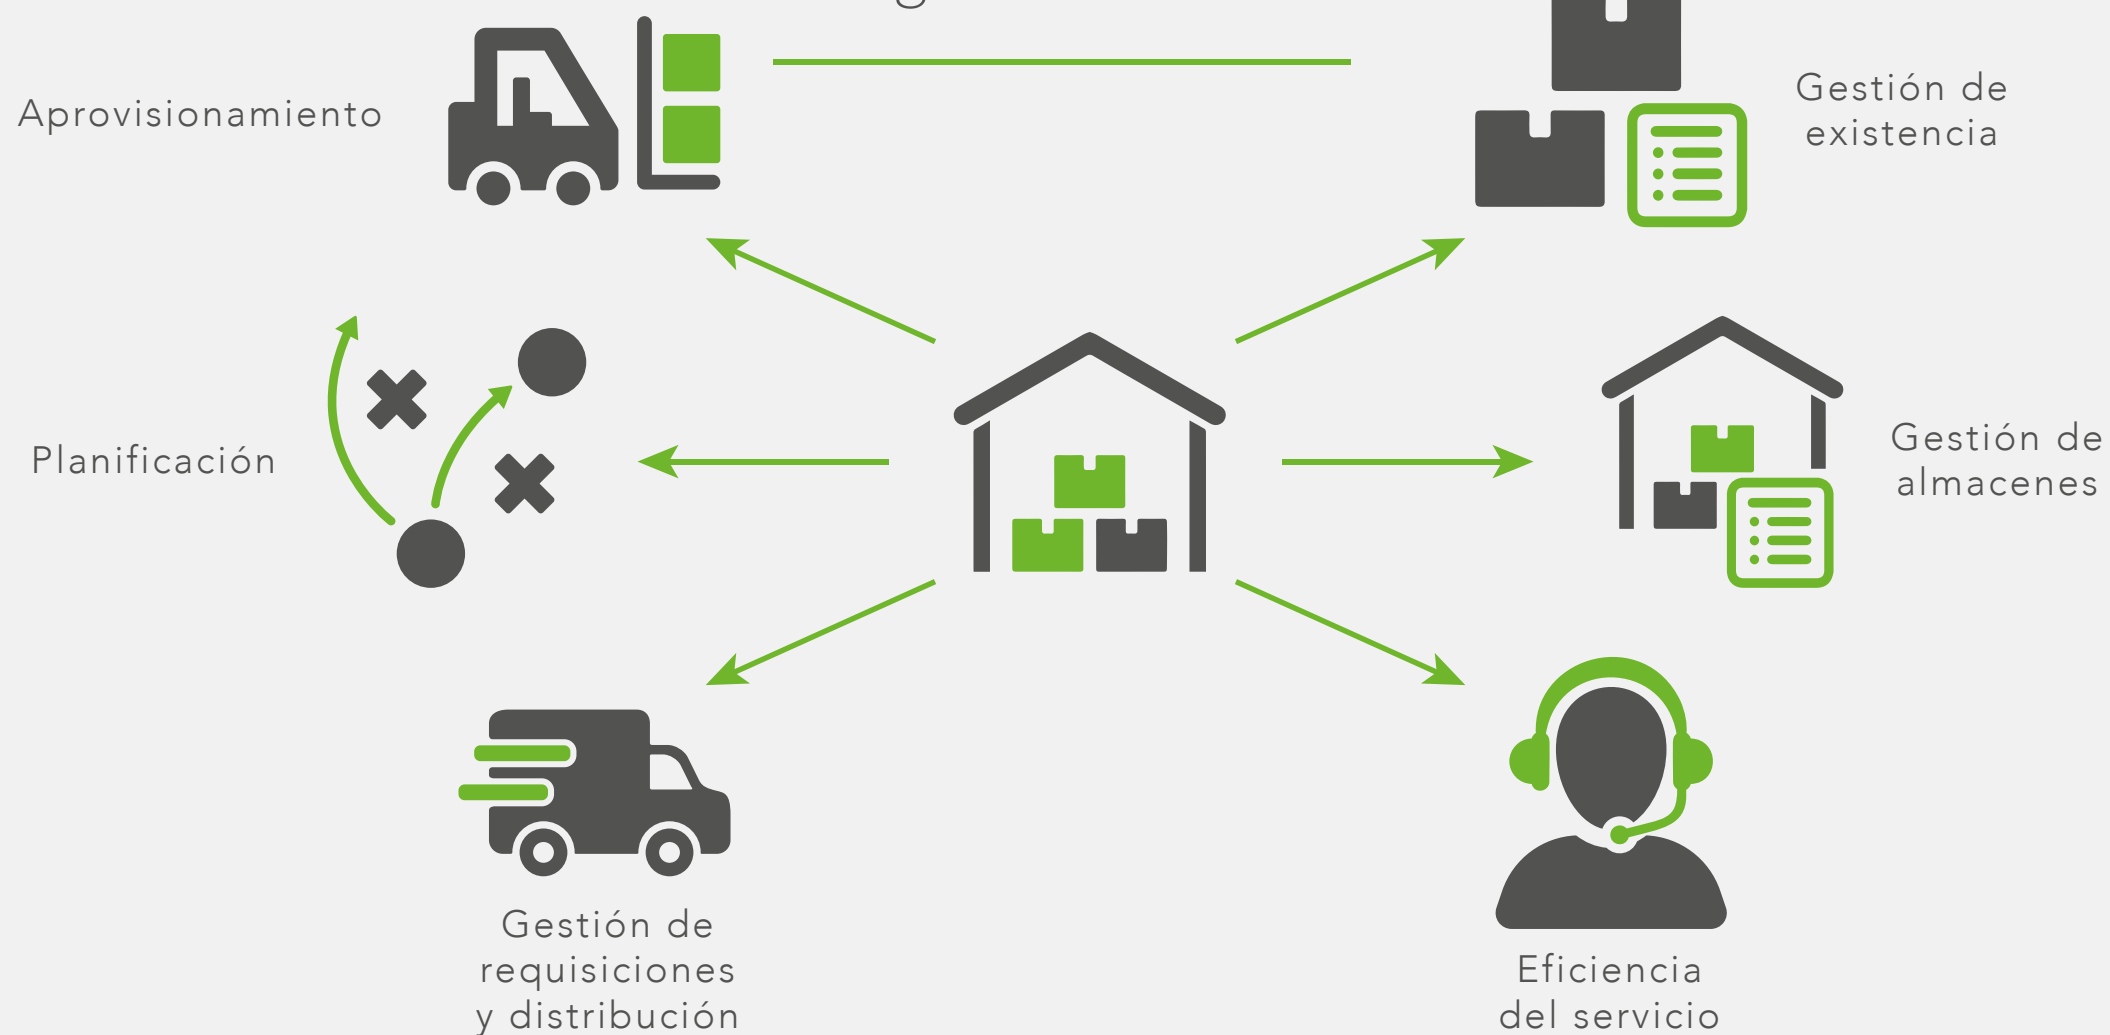 Aprovisionamiento
Gestión de
existencia
Planificación
Gestión de
almacenes
Gestión de
requisiciones
y distribución
Eficiencia
del servicio